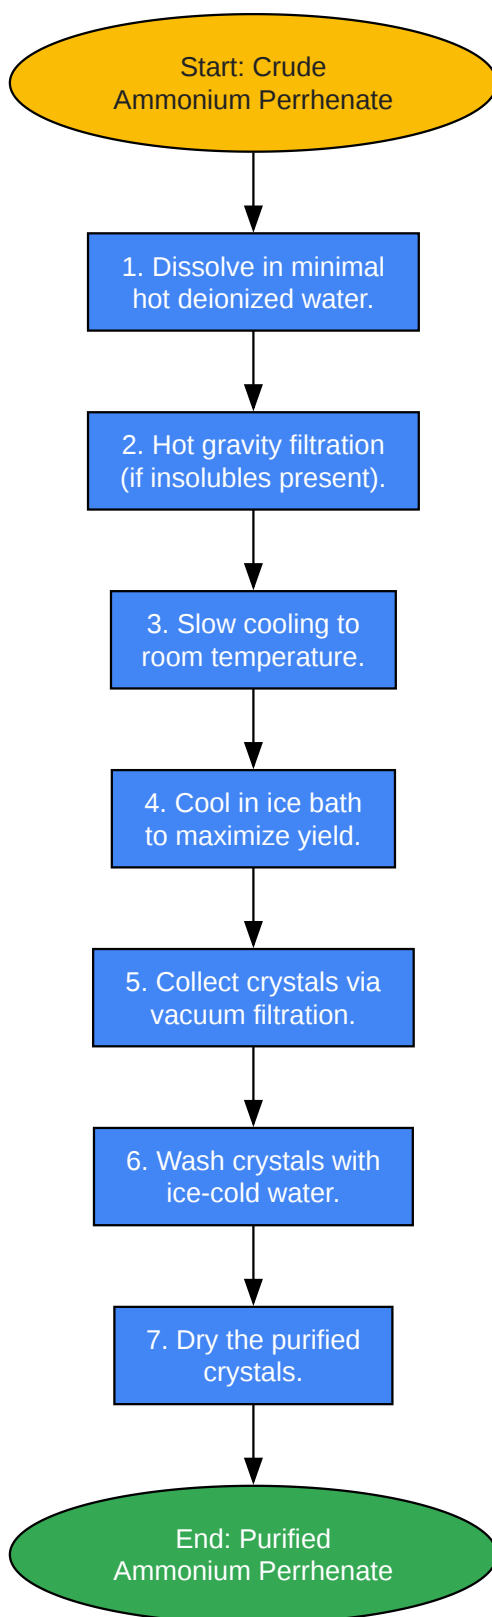 Start: Crude
Ammonium Perrhenate
1. Dissolve in minimal
hot deionized water.
2. Hot gravity filtration
(if insolubles present).
3. Slow cooling to
room temperature.
4. Cool in ice bath
to maximize yield.
5. Collect crystals via
vacuum filtration.
6. Wash crystals with
ice-cold water.
7. Dry the purified
crystals.
End: Purified
Ammonium Perrhenate